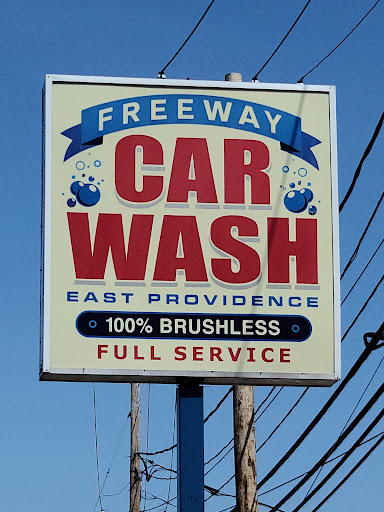 FREEWAY
CAR
WASH
EAST PROVIDENCE
100% BRUSHLESS
FULL SERVICE